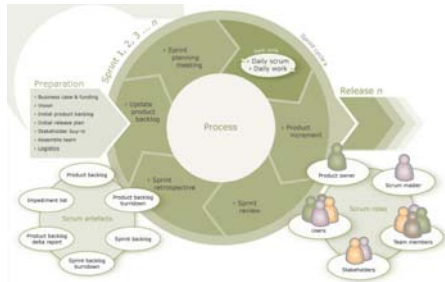 Sprint 1, 2, 3 ... n
Sprint planning meeting
Daily scrum
Daily work
Sprint cycle
Preparation
Business case & funding
Vision
Initial product backlog
Initial release plan
Stakeholder buy-in
Assemble team
Logistics
Update product backlog
Process
Product increment
Release n
Sprint retrospective
Sprint review
Product backlog
Impediment list
Product backlog burndown
Scrum artefacts
Product backlog delta report
Sprint backlog
Sprint backlog burndown
Product owner
Scrum master
Scrum roles
Users
Team members
Stakeholders